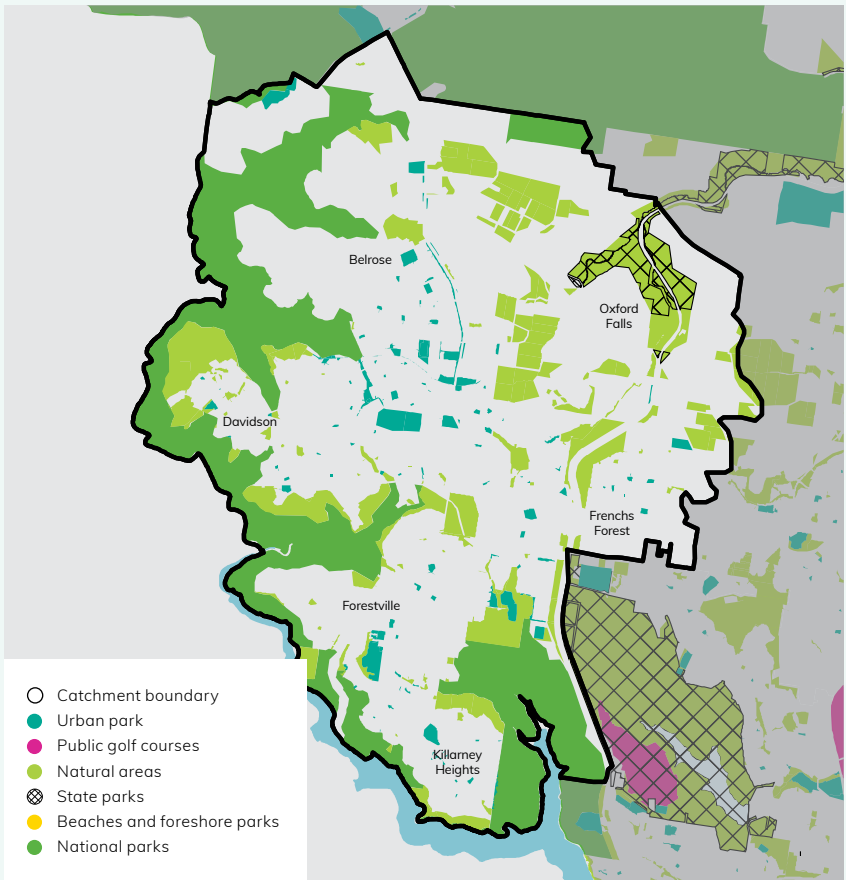 Belrose
Oxford
Falls
Davidson
Frenchs
Forest
Forestville
Killarney
Heights
Catchment boundary
Urban park
Public golf courses
Natural areas
State parks
Beaches and foreshore parks
National parks